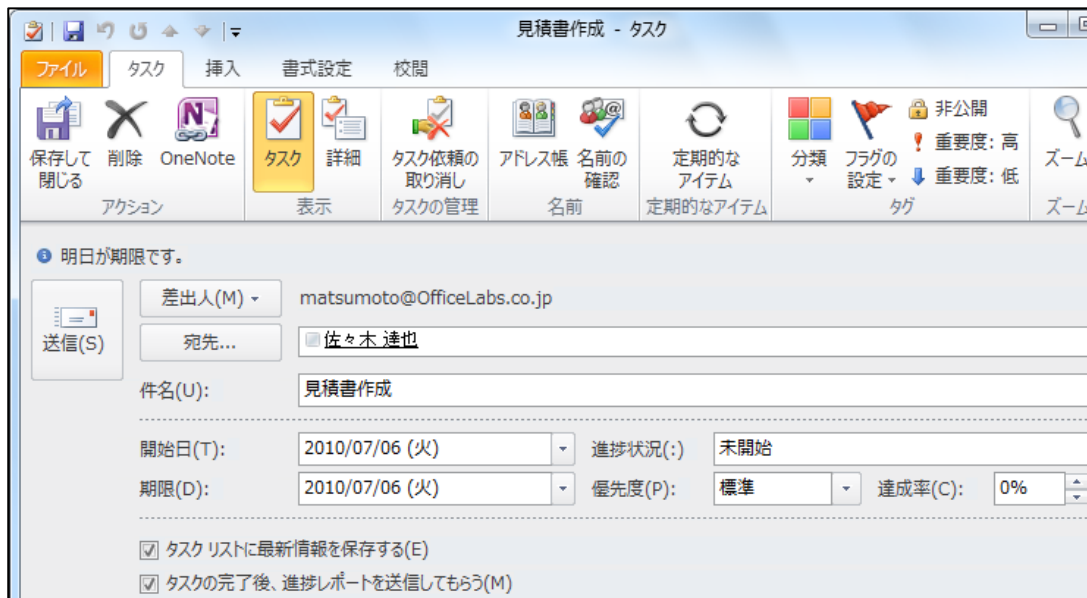 見積書作成 - タスク
ファイル タスク 挿入 書式設定 校閲
保存して閉じる 削除 OneNote タスク 詳細 タスク依頼の取り消し アドレス帳 名前の確認 定期的なアイテム 分類 フラグの設定 非公開 重要度: 高 重要度: 低 ズーム
アクション 表示 タスクの管理 名前 定期的なアイテム タグ ズーム
明日が期限です。
送信(S)
差出人(M) matsumoto@OfficeLabs.co.jp
宛先... 佐々木 達也
件名(U): 見積書作成
開始日(T): 2010/07/06 (火) 進捗状況(:) 未開始
期限(D): 2010/07/06 (火) 優先度(P): 標準 達成率(C): 0%
タスク リストに最新情報を保存する(E)
タスクの完了後、進捗レポートを送信してもらう(M)